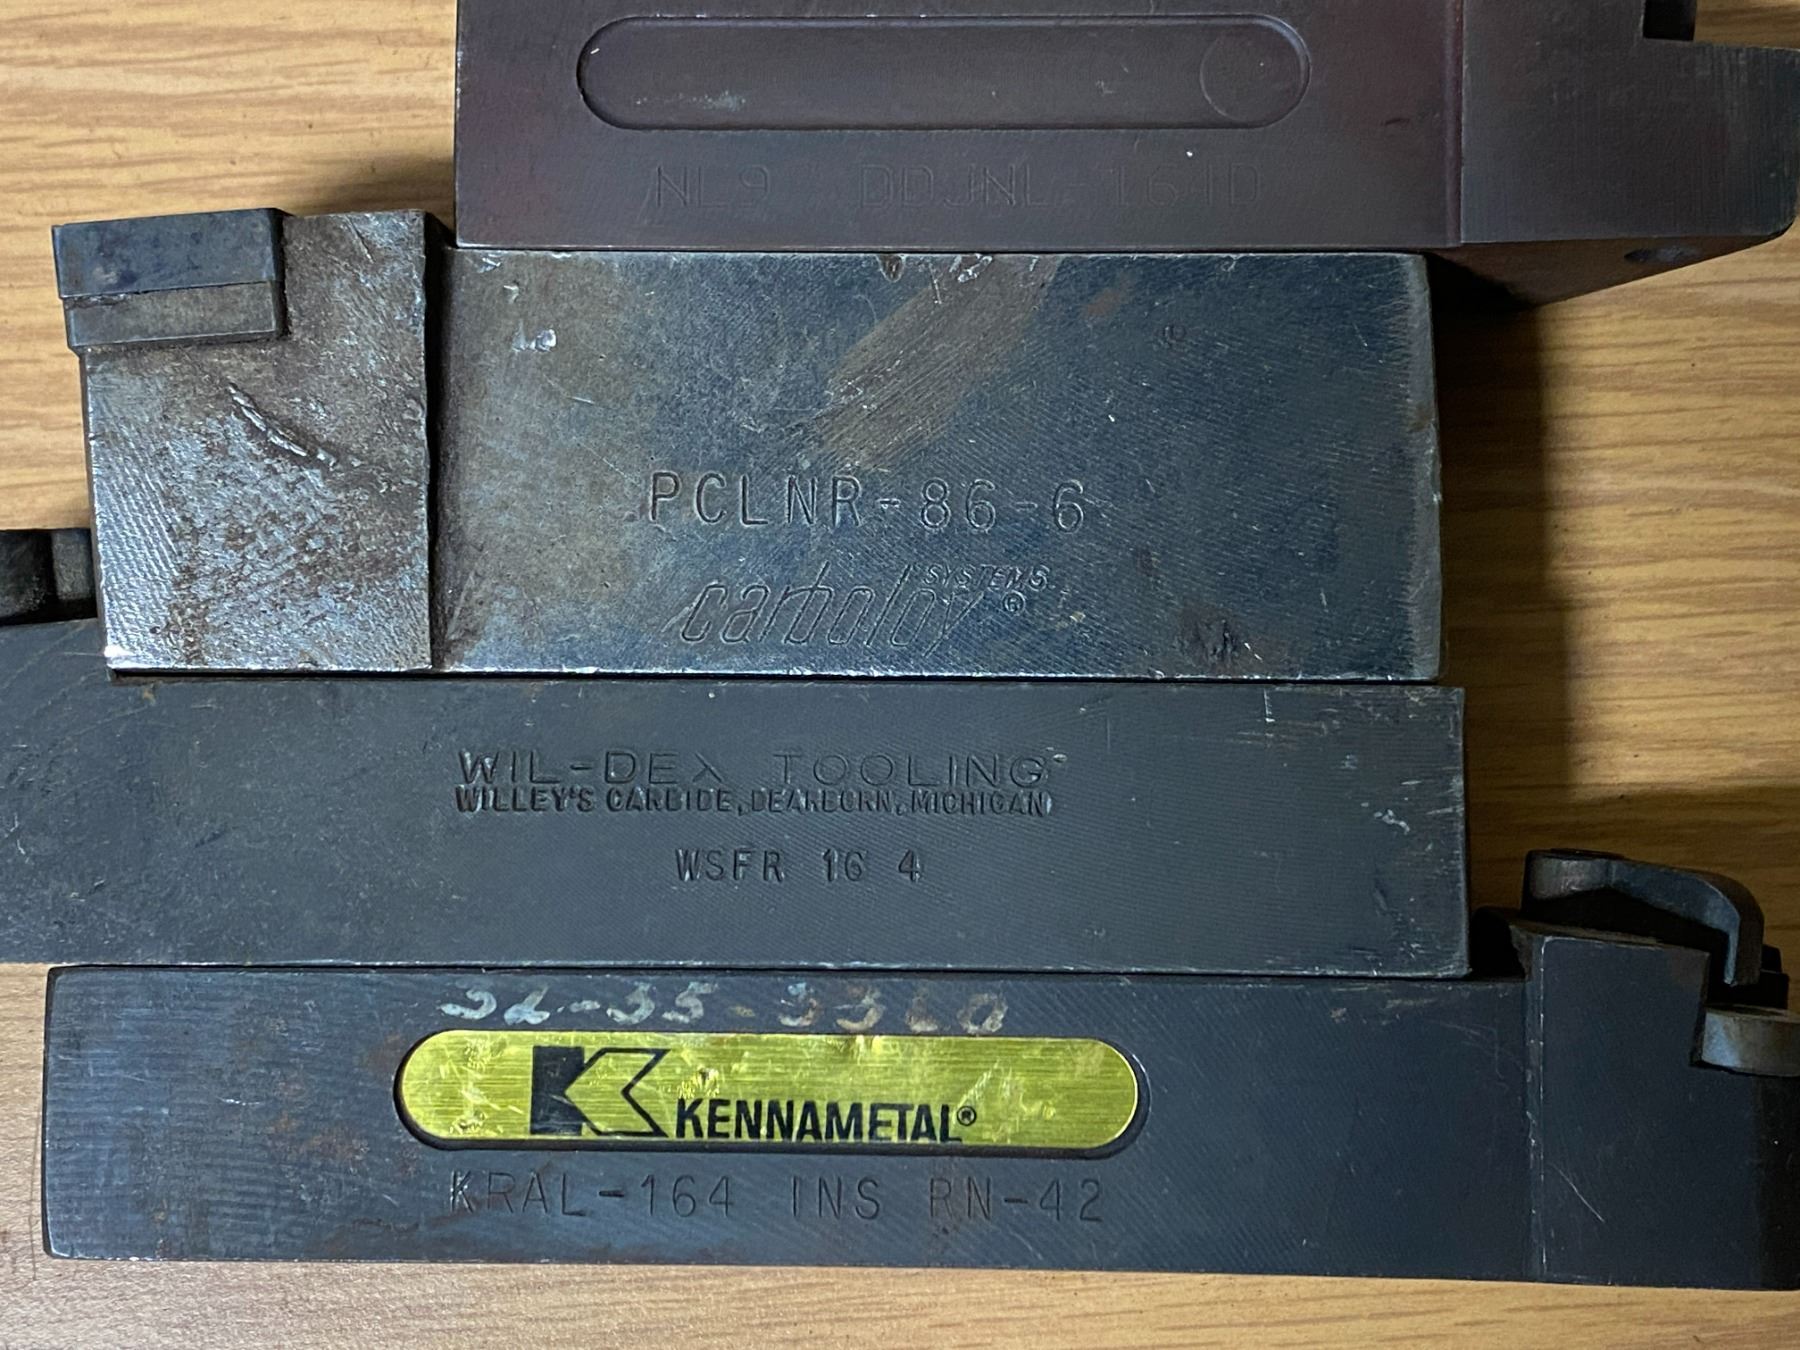 NL9 DDJNL-164D
PCLNR-86-6
carboloy SYSTEMS ®
WIL-DEX TOOLING
WILLEY'S CARBIDE, DEARBORN, MICHIGAN
WSFR 16 4
KENNAMETAL®
KRAL-164 INS RN-42